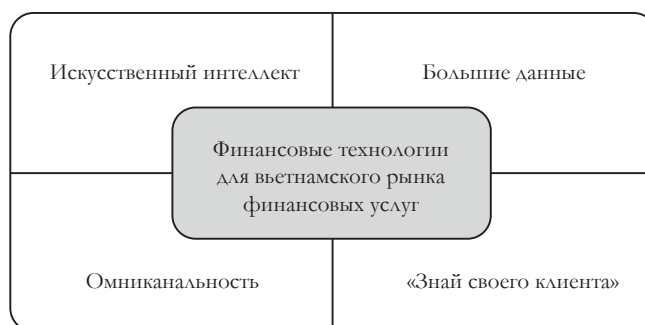 Искусственный интеллект
Большие данные
Финансовые технологии
для вьетнамского рынка
финансовых услуг
Омниканальность
«Знай своего клиента»